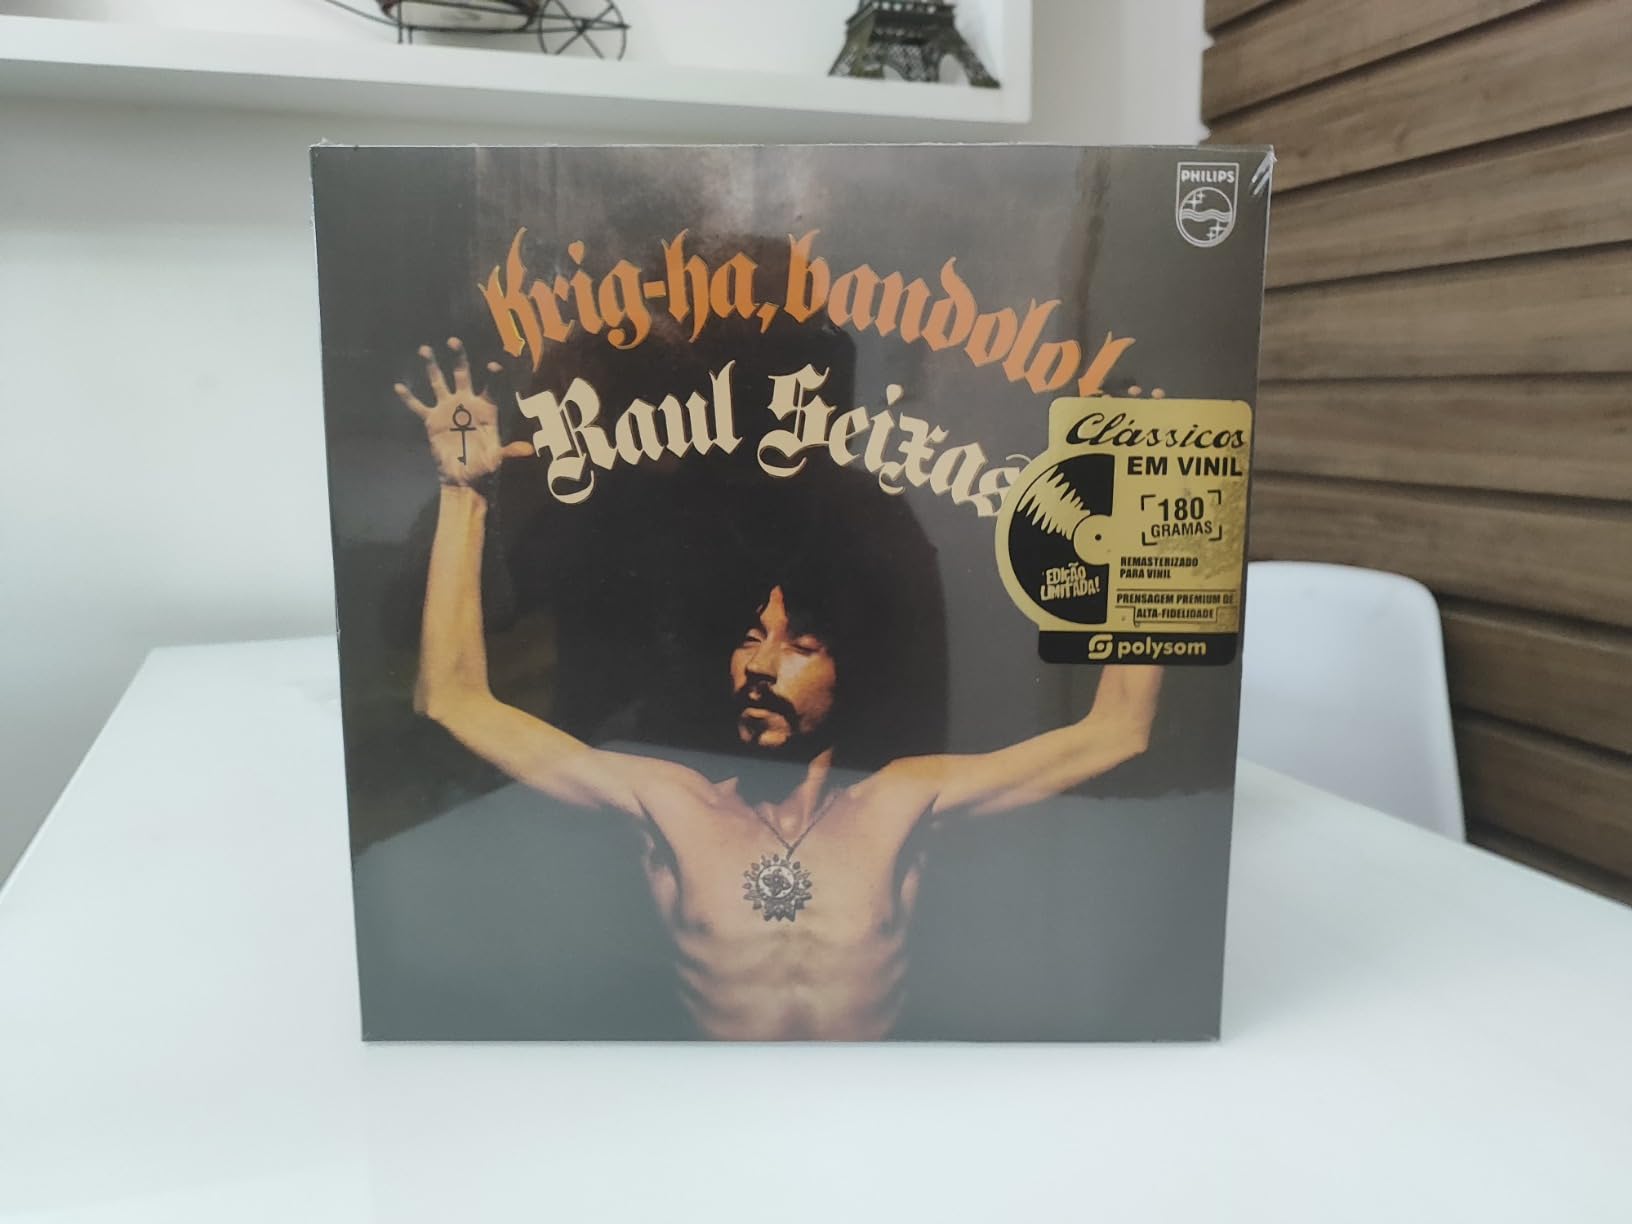 PHILIPS
Krig-ha, bandolo!...
Raul Seixas
Clássicos
EM VINIL
180
GRAMAS
EDIÇÃO
LIMITADA!
REMASTERIZADO
PARA VINIL
PRENSAGEM PREMIUM DE
ALTA-FIDELIDADE
polysom